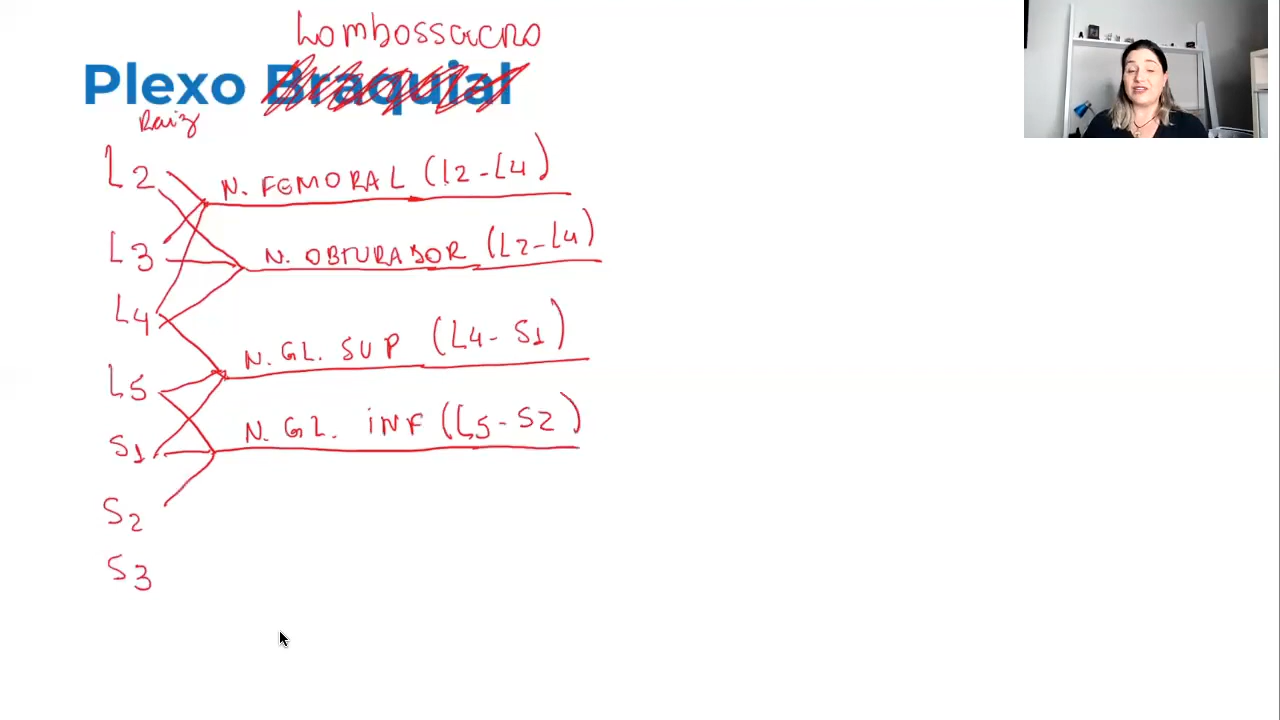 Lombossacro
Plexo Braquial
Raiz
L2
N. FEMORAL (L2-L4)
L3
N. OBTURADOR (L2-L4)
L4
N. GL. SUP (L4-S1)
L5
N. GL. INF (L5-S2)
S1
S2
S3